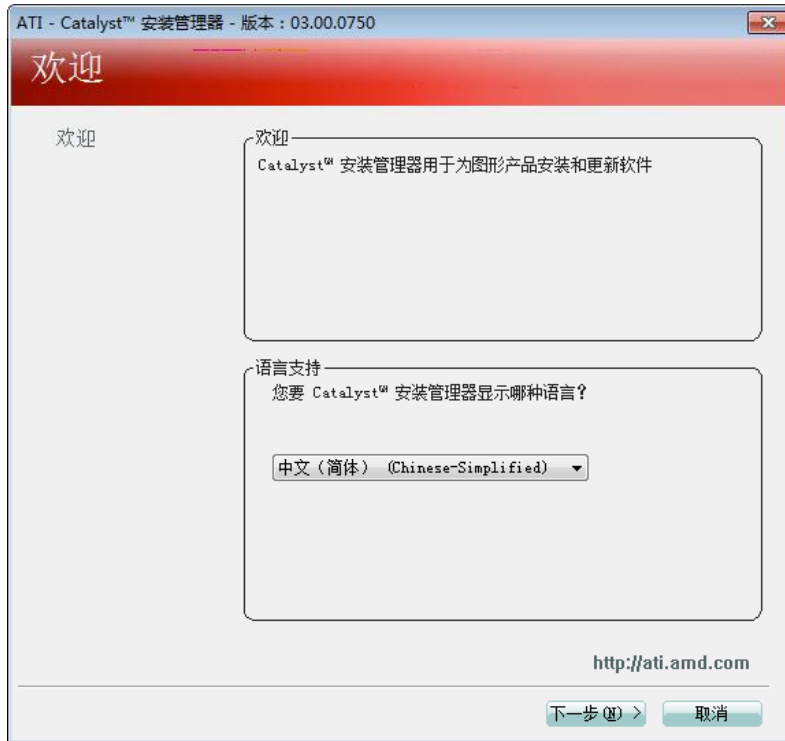 ATI - Catalyst™ 安装管理器 - 版本：03.00.0750
欢迎
欢迎
欢迎
Catalyst™ 安装管理器用于为图形产品安装和更新软件
语言支持
您要 Catalyst™ 安装管理器显示哪种语言？
中文（简体） (Chinese-Simplified)
http://ati.amd.com
下一步(N) >
取消